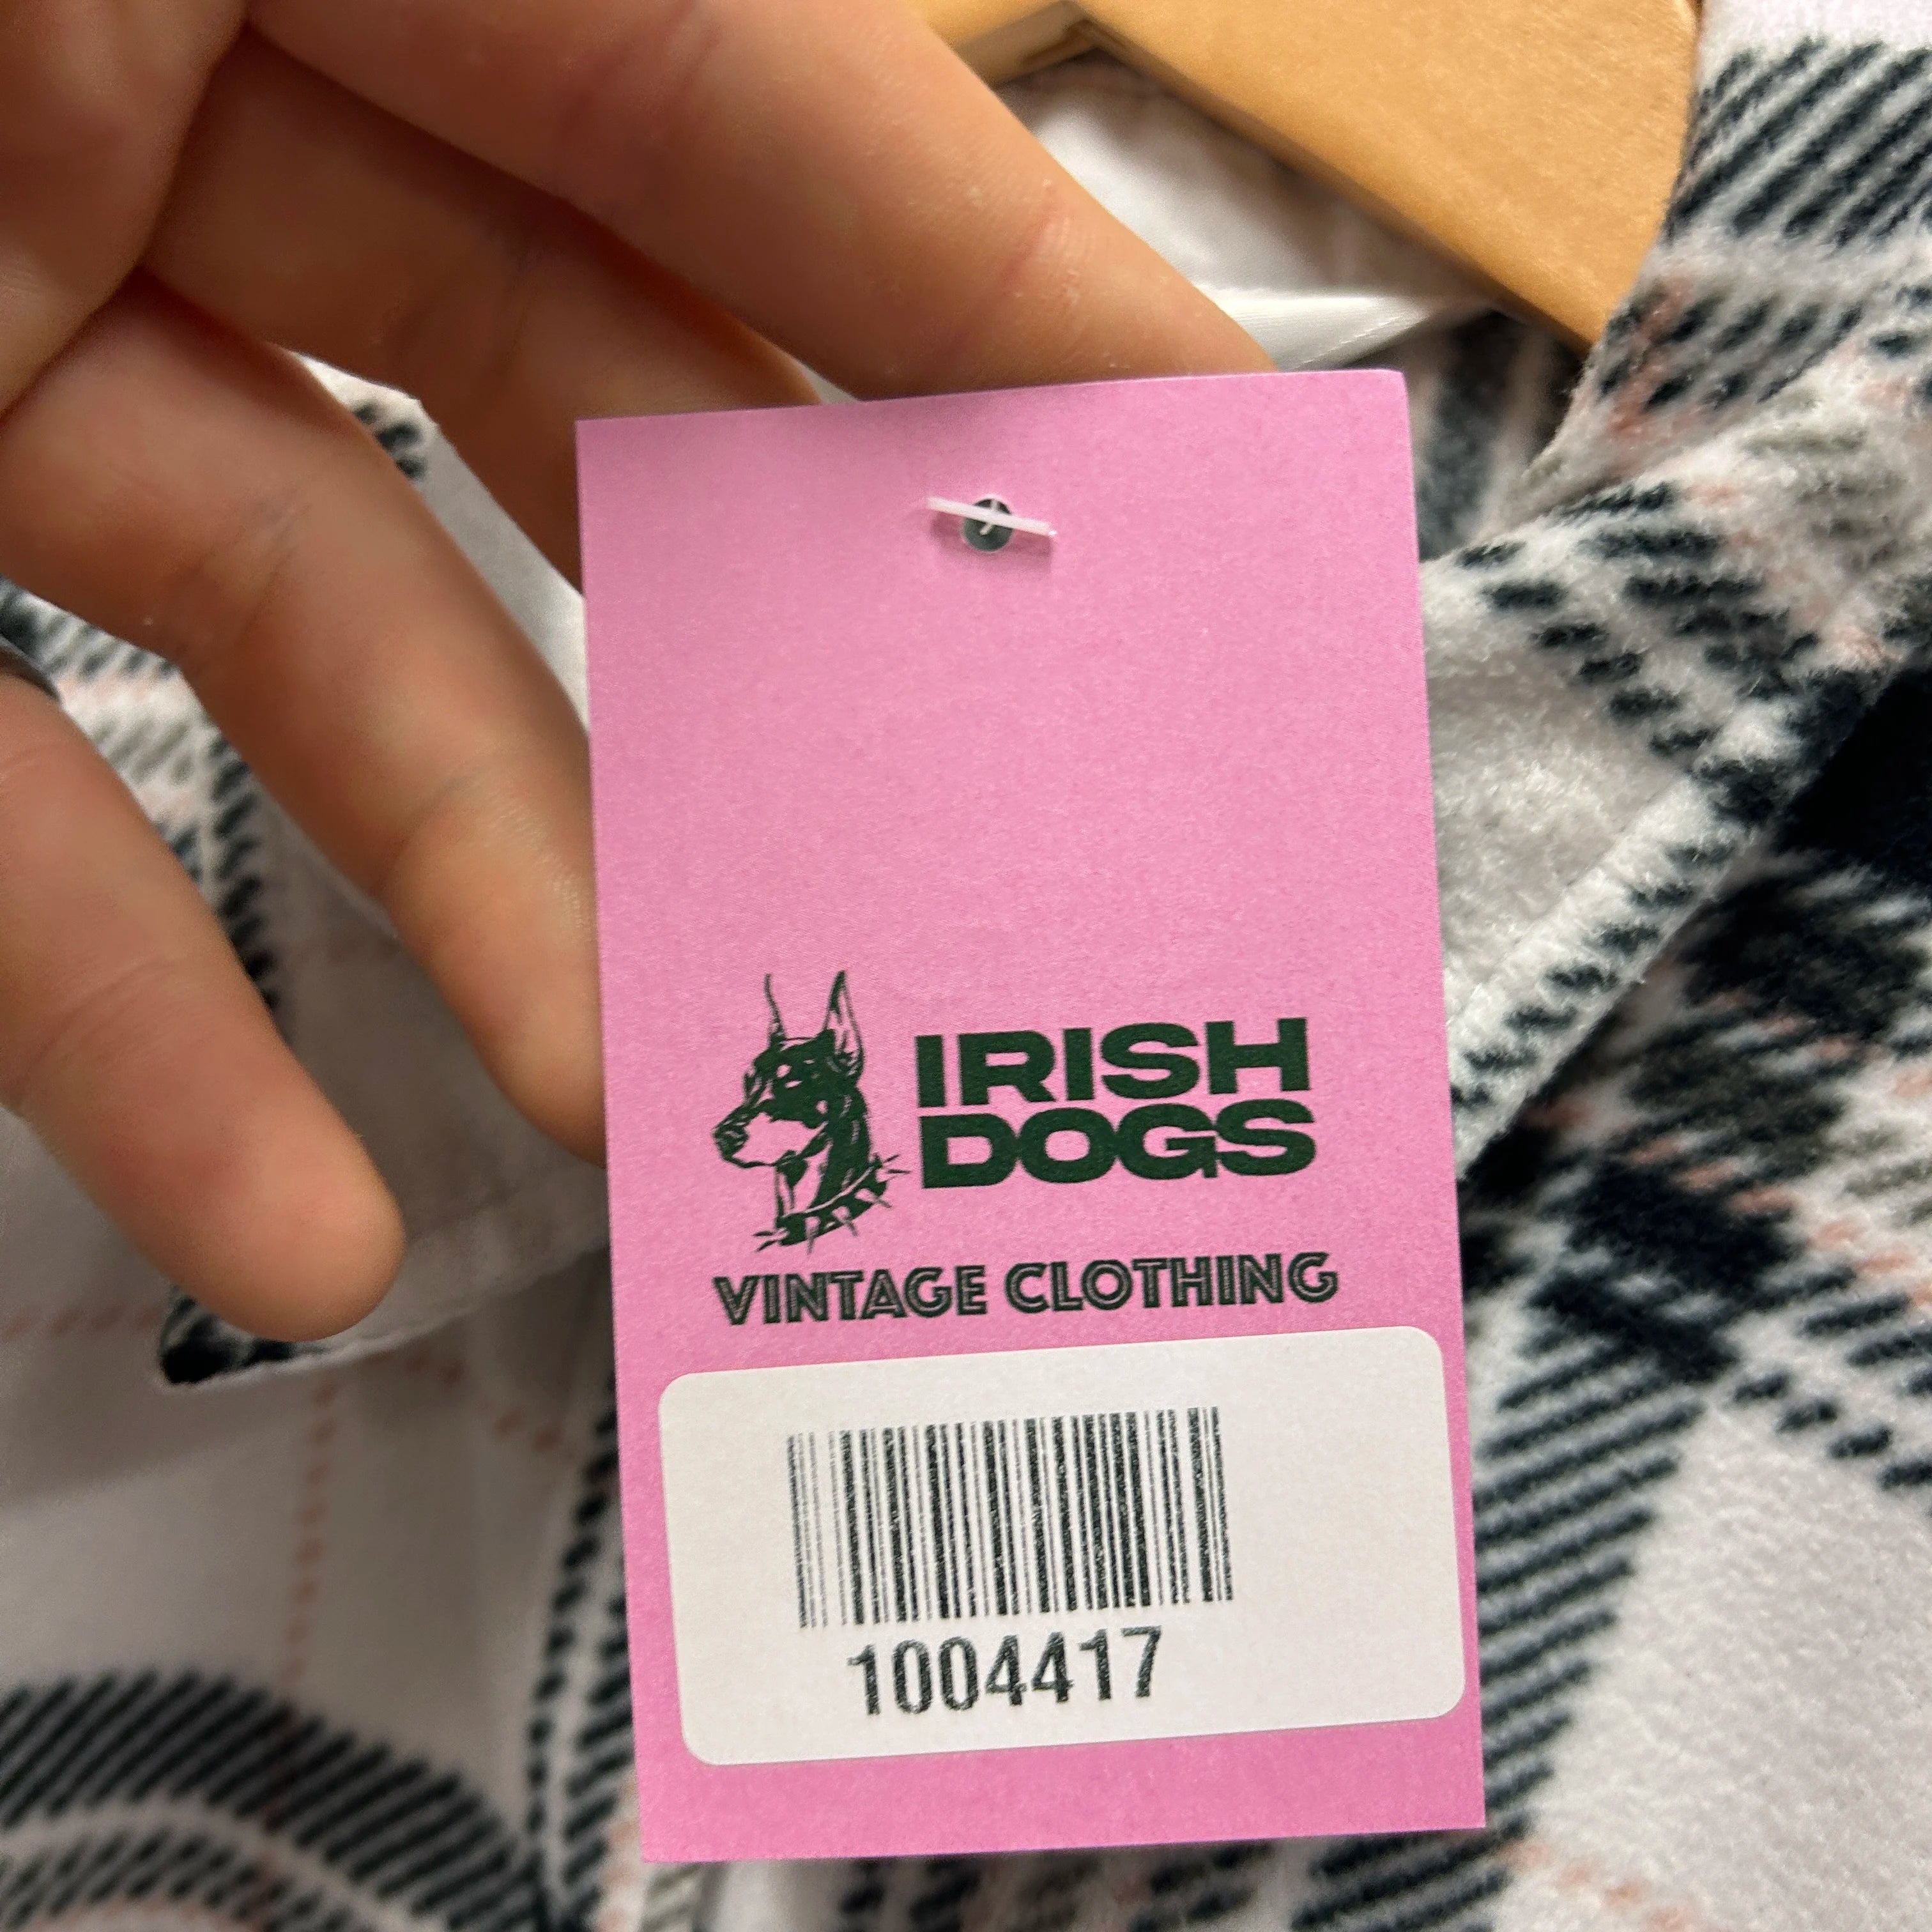 IRISH
DOGS
VINTAGE CLOTHING
1004417